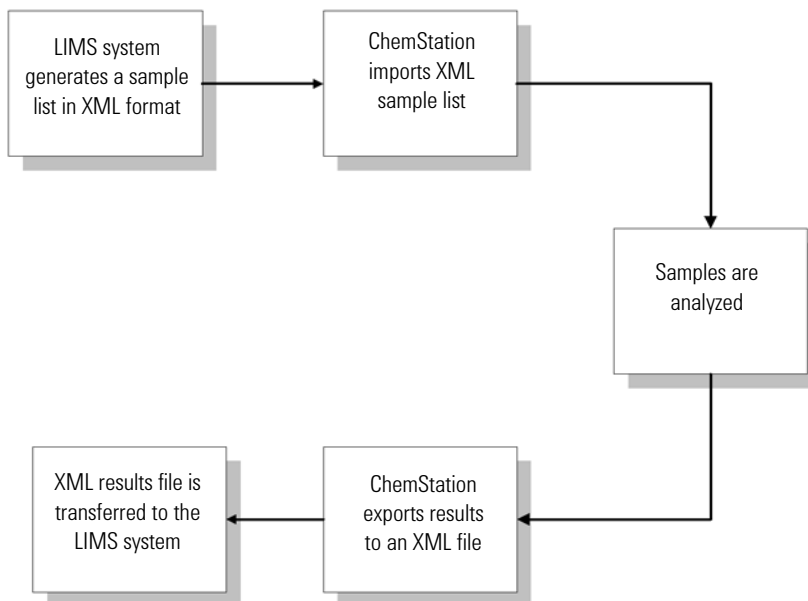 LIMS system
generates a sample
list in XML format
ChemStation
imports XML
sample list
Samples are
analyzed
ChemStation
exports results
to an XML file
XML results file is
transferred to the
LIMS system